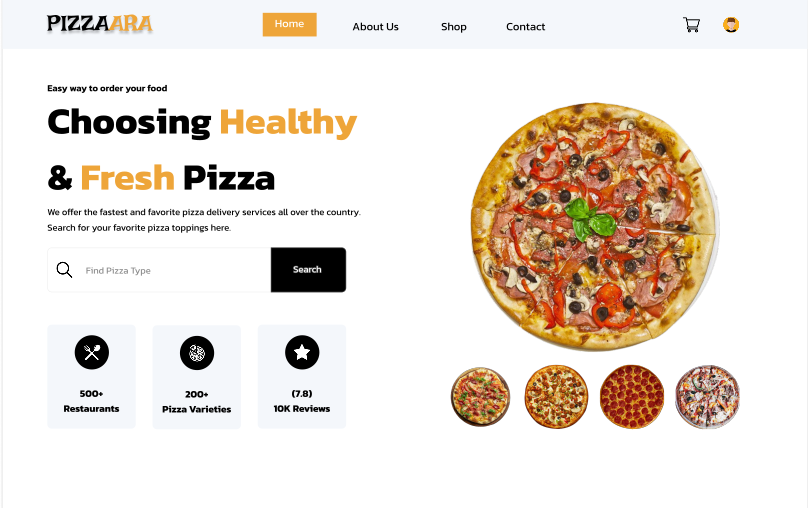 PIZZAARA
Home
About Us
Shop
Contact
Easy way to order your food
Choosing Healthy
& Fresh Pizza
We offer the fastest and favorite pizza delivery services all over the country.
Search for your favorite pizza toppings here.
Find Pizza Type
Search
500+
Restaurants
200+
Pizza Varieties
(7.8)
10K Reviews